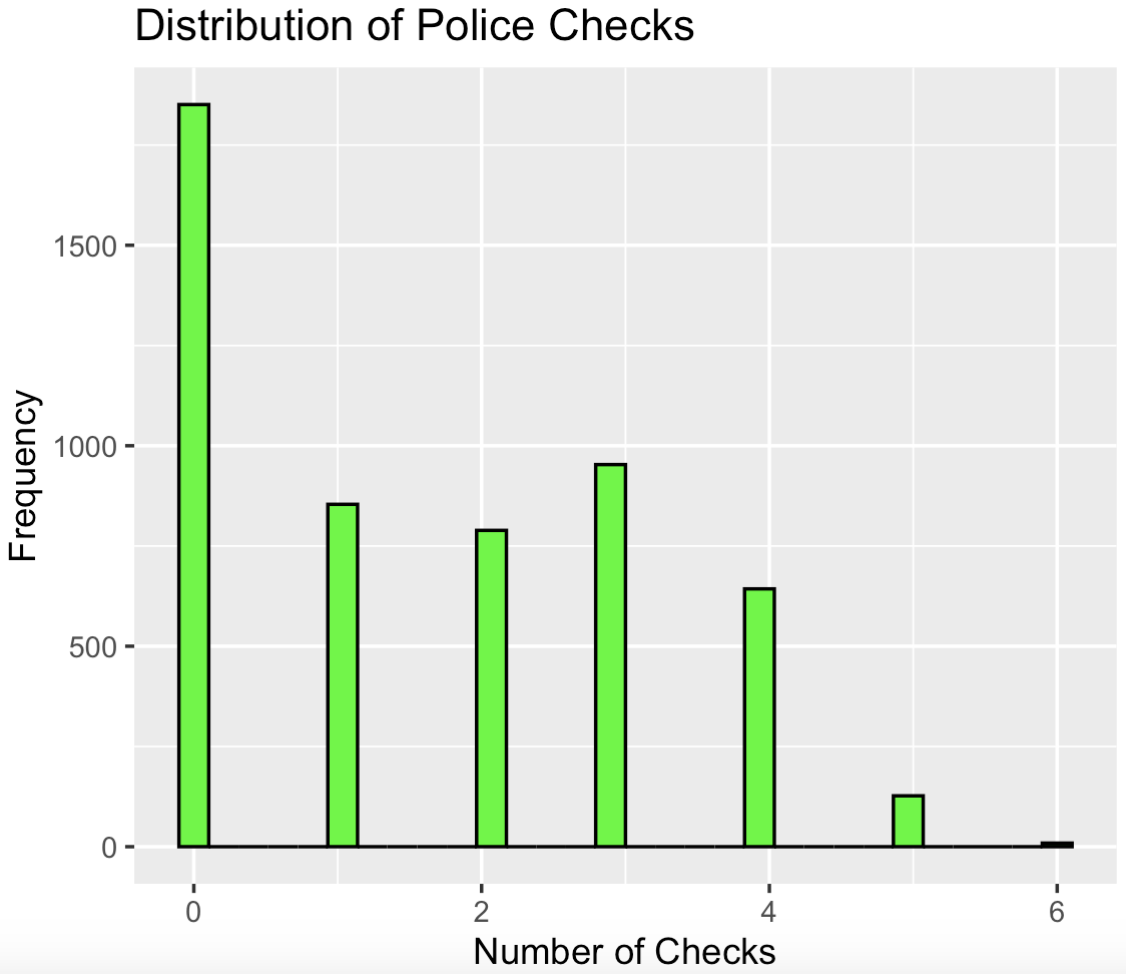 Distribution of Police Checks
Frequency
1500
1000
500
0
0 2 4 6
Number of Checks